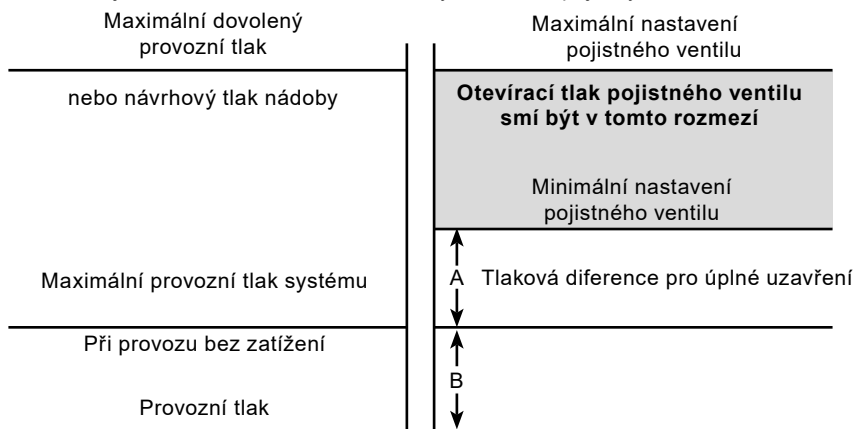 Maximální dovolený
provozní tlak
nebo návrhový tlak nádoby
Maximální provozní tlak systému
Při provozu bez zatížení
Provozní tlak
Maximální nastavení
pojistného ventilu
Otevírací tlak pojistného ventilu
smí být v tomto rozmezí
Minimální nastavení
pojistného ventilu
A Tlaková diference pro úplné uzavření
B